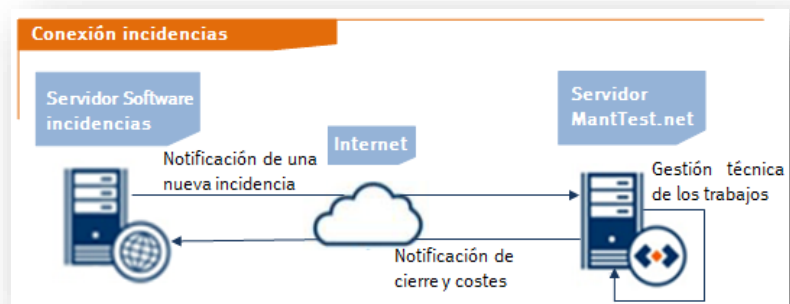 Conexión incidencias
Servidor Software
incidencias
Servidor
MantTest.net
Internet
Notificación de una
nueva incidencia
Gestión técnica
de los trabajos
Notificación de
cierre y costes